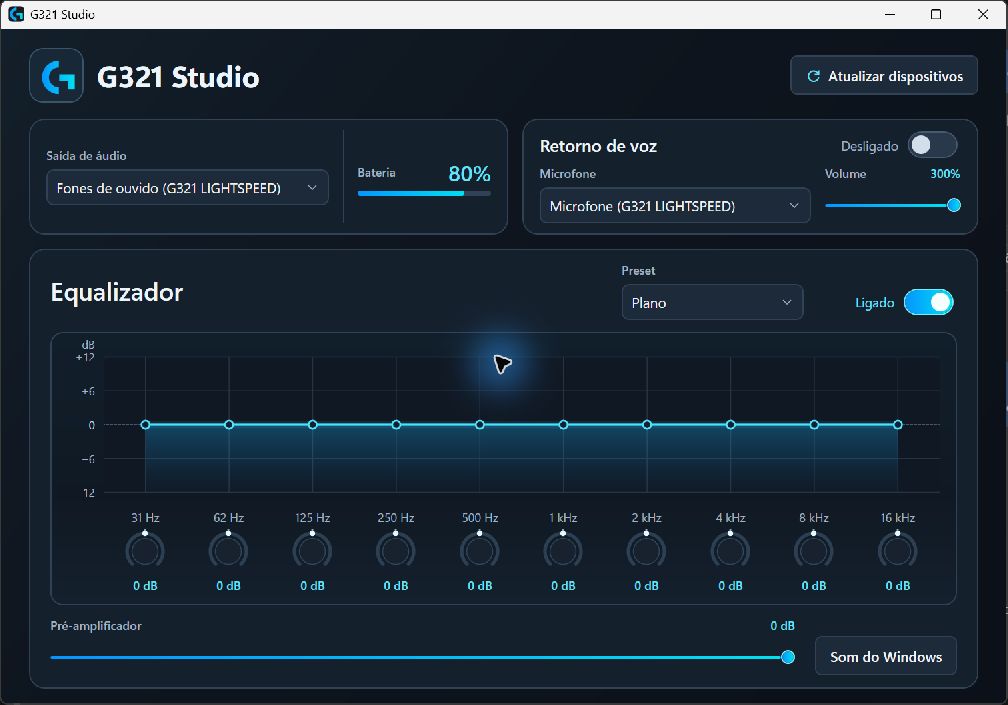 G321 Studio
G321 Studio
Atualizar dispositivos
Saída de áudio
Fones de ouvido (G321 LIGHTSPEED)
Bateria
80%
Retorno de voz
Desligado
Microfone
Microfone (G321 LIGHTSPEED)
Volume
300%
Equalizador
Preset
Plano
Ligado
dB
+12
+6
0
−6
12
31 Hz
62 Hz
125 Hz
250 Hz
500 Hz
1 kHz
2 kHz
4 kHz
8 kHz
16 kHz
0 dB
0 dB
0 dB
0 dB
0 dB
0 dB
0 dB
0 dB
0 dB
0 dB
Pré-amplificador
0 dB
Som do Windows